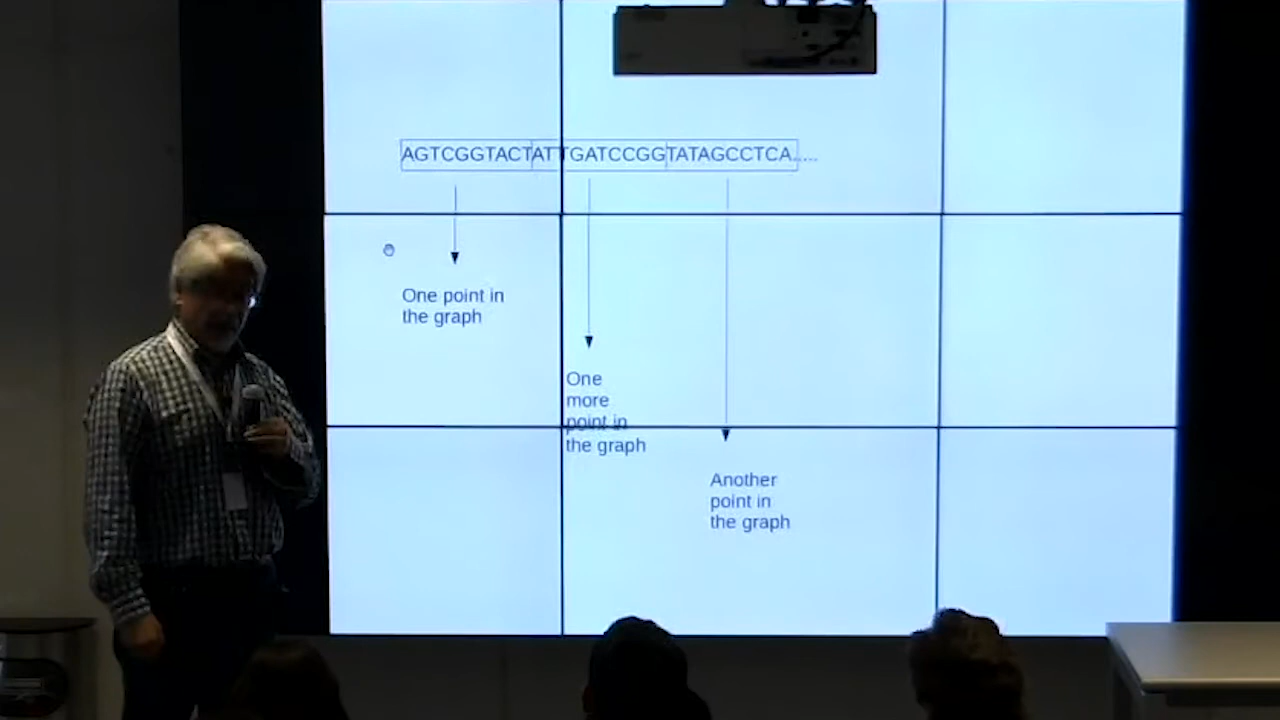 AGTCGGTACTATTGATCCGGTATAGCCTCA.....
One point in
the graph
One
more
point in
the graph
Another
point in
the graph